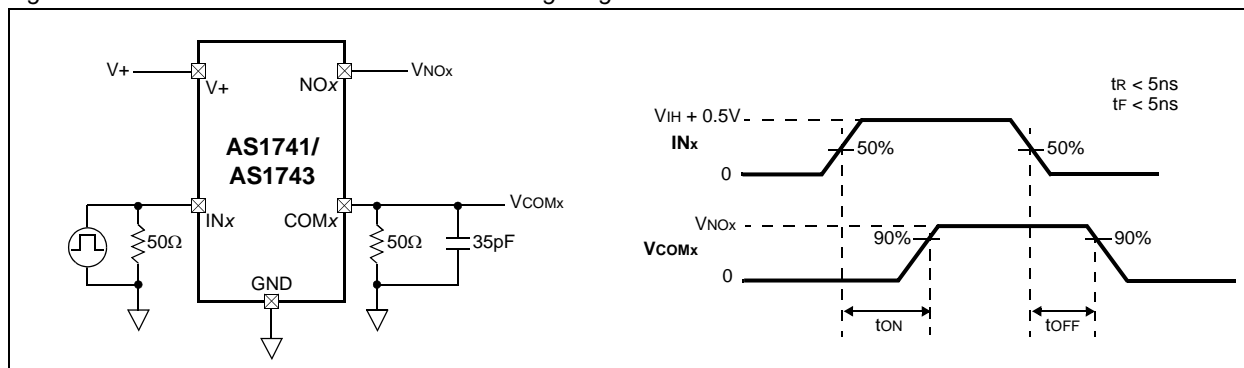 V+
V+
NOx
VNOx
AS1741/
AS1743
INx
COMx
VCOMx
50Ω
50Ω
35pF
GND
tR < 5ns
tF < 5ns
VIH + 0.5V
INx
50%
50%
0
VNOx
VCOMx
90%
90%
0
tON
tOFF